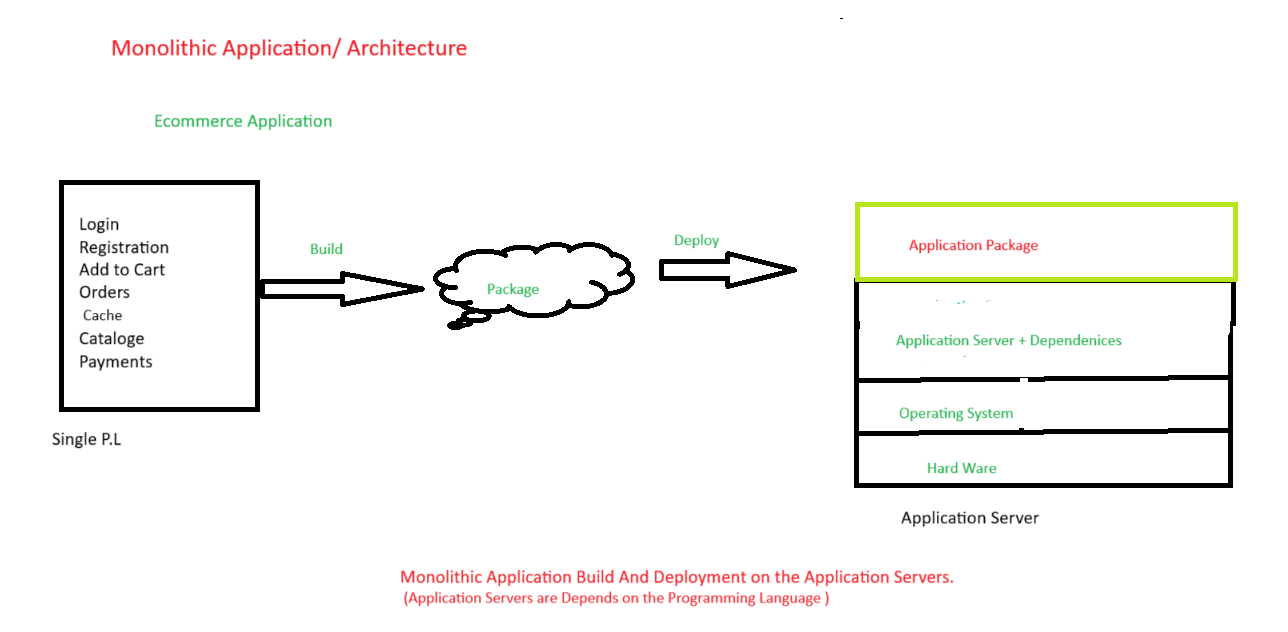 Monolithic Application/ Architecture
Ecommerce Application
Login
Registration
Add to Cart
Orders
Cache
Cataloge
Payments
Single P.L
Build
Package
Deploy
Application Package
Application Server + Dependenices
Operating System
Hard Ware
Application Server
Monolithic Application Build And Deployment on the Application Servers.
(Application Servers are Depends on the Programming Language )